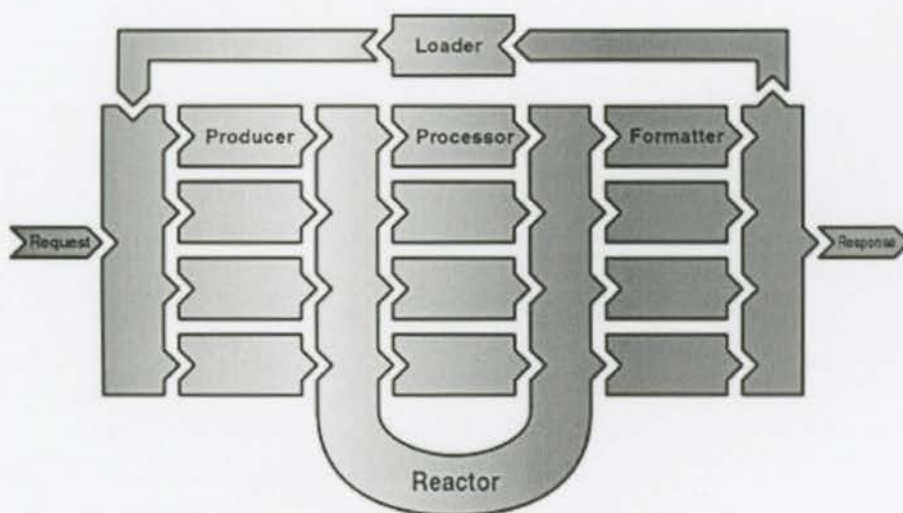 Loader
Producer
Processor
Formatter
Request
Response
Reactor